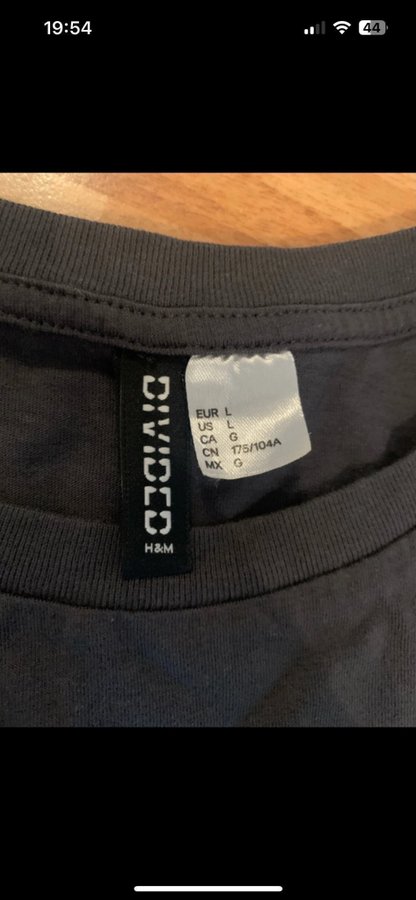 19:54
44
DIVIDED
H&M
EUR L
US L
CA G
CN 175/104A
MX G